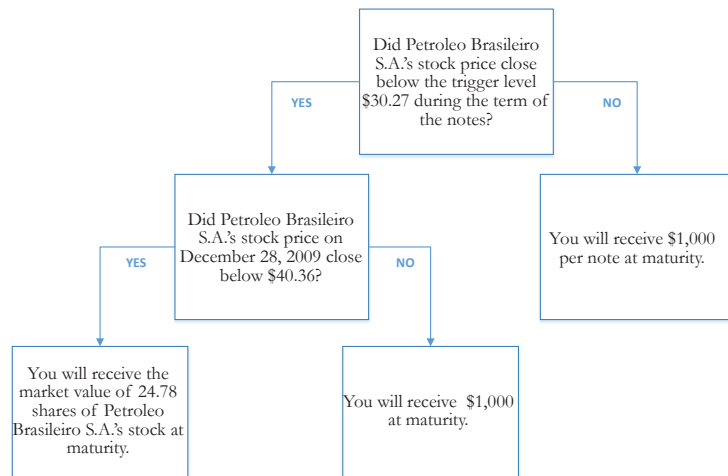 Did Petroleo Brasileiro
S.A.'s stock price close
below the trigger level
$30.27 during the term of
the notes?
YES
NO
Did Petroleo Brasileiro
S.A.'s stock price on
December 28, 2009 close
below $40.36?
You will receive $1,000
per note at maturity.
YES
NO
You will receive the
market value of 24.78
shares of Petroleo
Brasileiro S.A.'s stock at
maturity.
You will receive $1,000
at maturity.